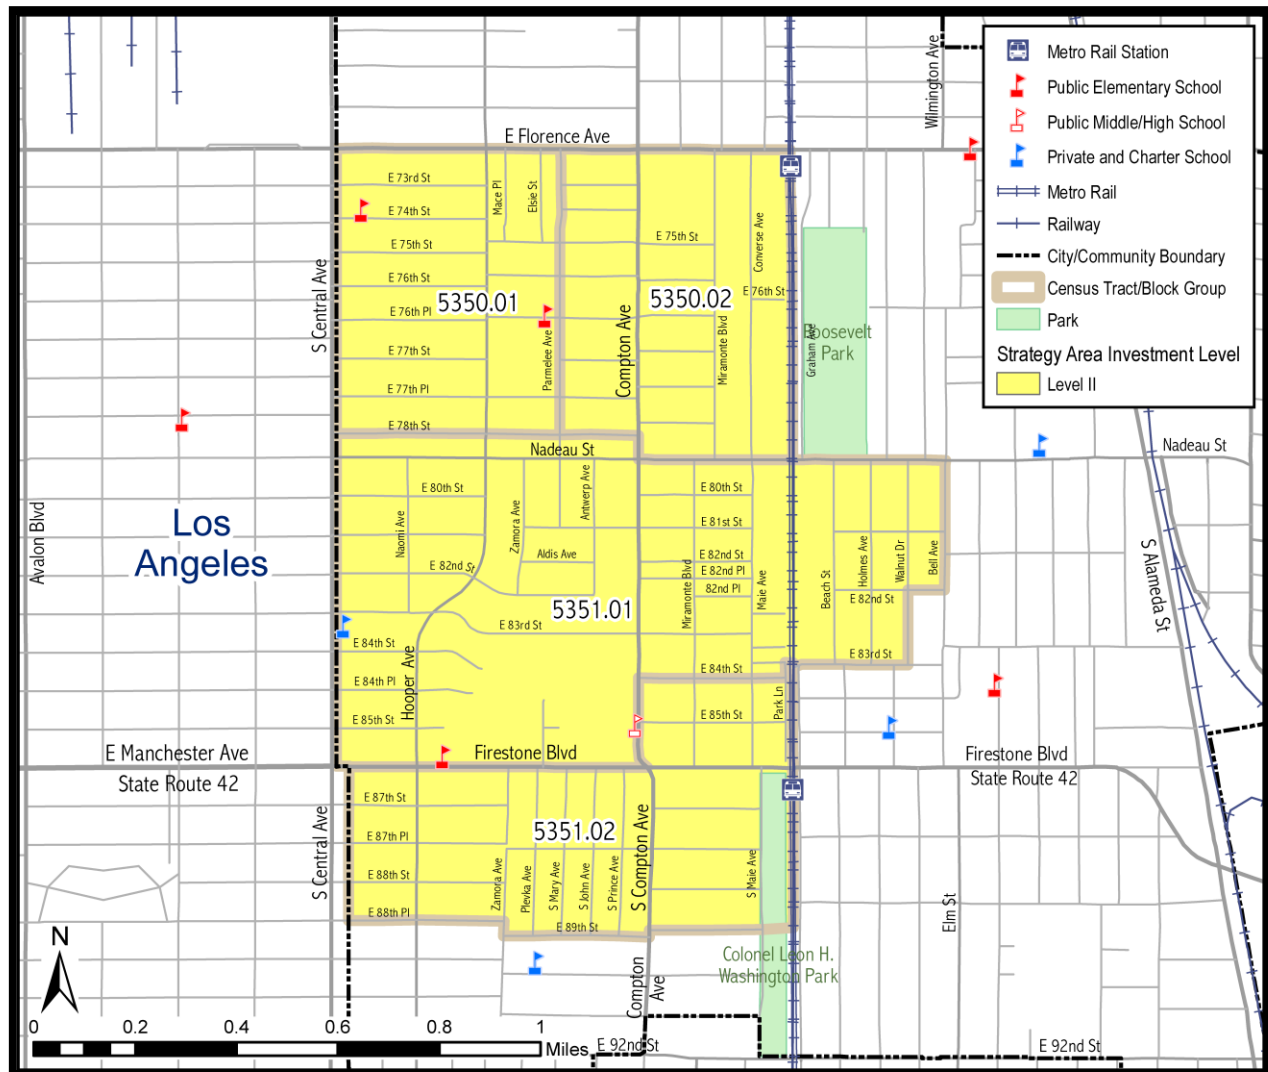 E Florence Ave
Wilmington Ave
Metro Rail Station
Public Elementary School
Public Middle/High School
Private and Charter School
Metro Rail
Railway
City/Community Boundary
Census Tract/Block Group
Park
Strategy Area Investment Level
Level II
E 73rd St
E 74th St
E 75th St
E 76th St
E 76th Pl
E 77th St
E 77th Pl
E 78th St
Mace Pl
Elsie St
E 75th St
Converse Ave
E 76th St
S Central Ave
5350.01
5350.02
Parmelee Ave
Compton Ave
Miramonte Blvd
Graham Ave
Roosevelt
Park
Nadeau St
Nadeau St
Avalon Blvd
Los
Angeles
E 80th St
Naomi Ave
Zamora Ave
Antwerp Ave
Aldis Ave
E 82nd St
E 80th St
E 81st St
E 82nd St
E 82nd Pl
82nd Pl
Miramonte Blvd
Maie Ave
Beach St
Holmes Ave
Walnut Dr
Bell Ave
E 82nd St
S Alameda St
5351.01
E 83rd St
E 83rd St
E 84th St
E 84th Pl
E 85th St
Hooper Ave
E 84th St
E 85th St
Park Ln
E Manchester Ave
State Route 42
Firestone Blvd
Firestone Blvd
State Route 42
E 87th St
E 87th Pl
E 88th St
E 88th Pl
S Central Ave
5351.02
Zamora Ave
Plevka Ave
S Mary Ave
S John Ave
S Prince Ave
S Compton Ave
S Maie Ave
E 89th St
Elm St
Colonel Leon H.
Washington Park
Compton
Ave
N
0 0.2 0.4 0.6 0.8 1
Miles
E 92nd St
E 92nd St